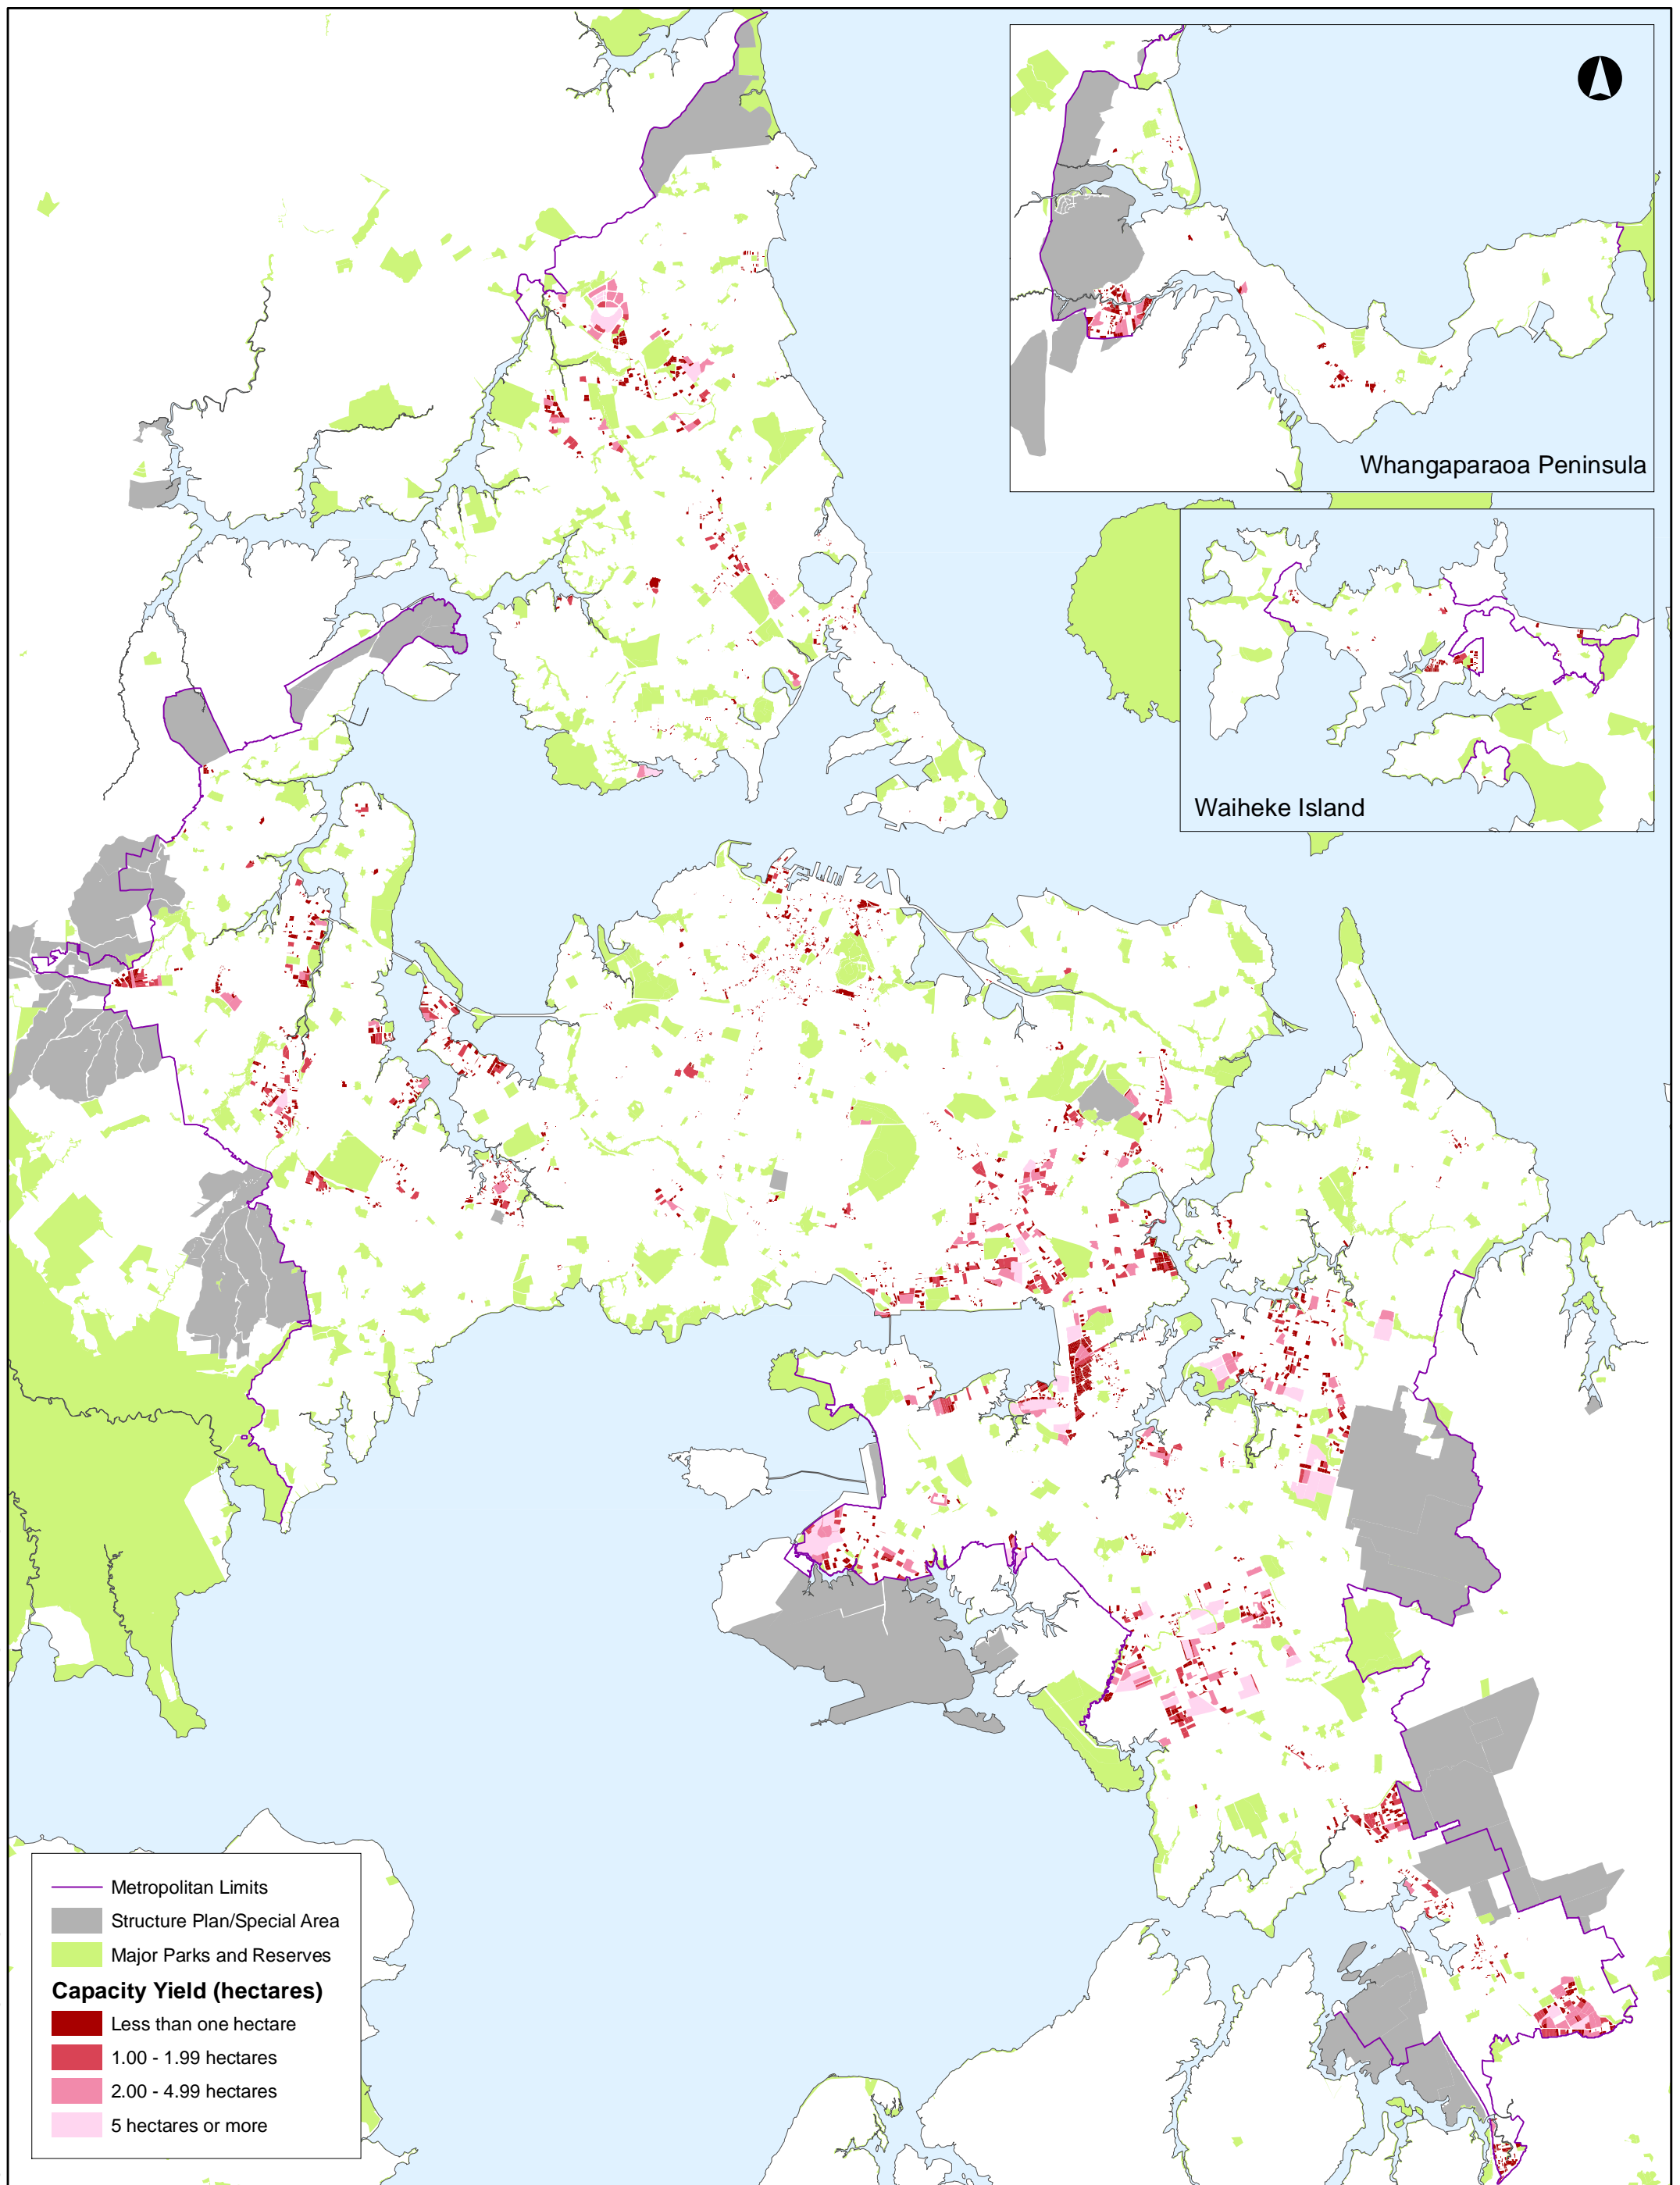 Whangaparaoa Peninsula
Waiheke Island
Metropolitan Limits
Structure Plan/Special Area
Major Parks and Reserves
Capacity Yield (hectares)
Less than one hectare
1.00 - 1.99 hectares
2.00 - 4.99 hectares
5 hectares or more